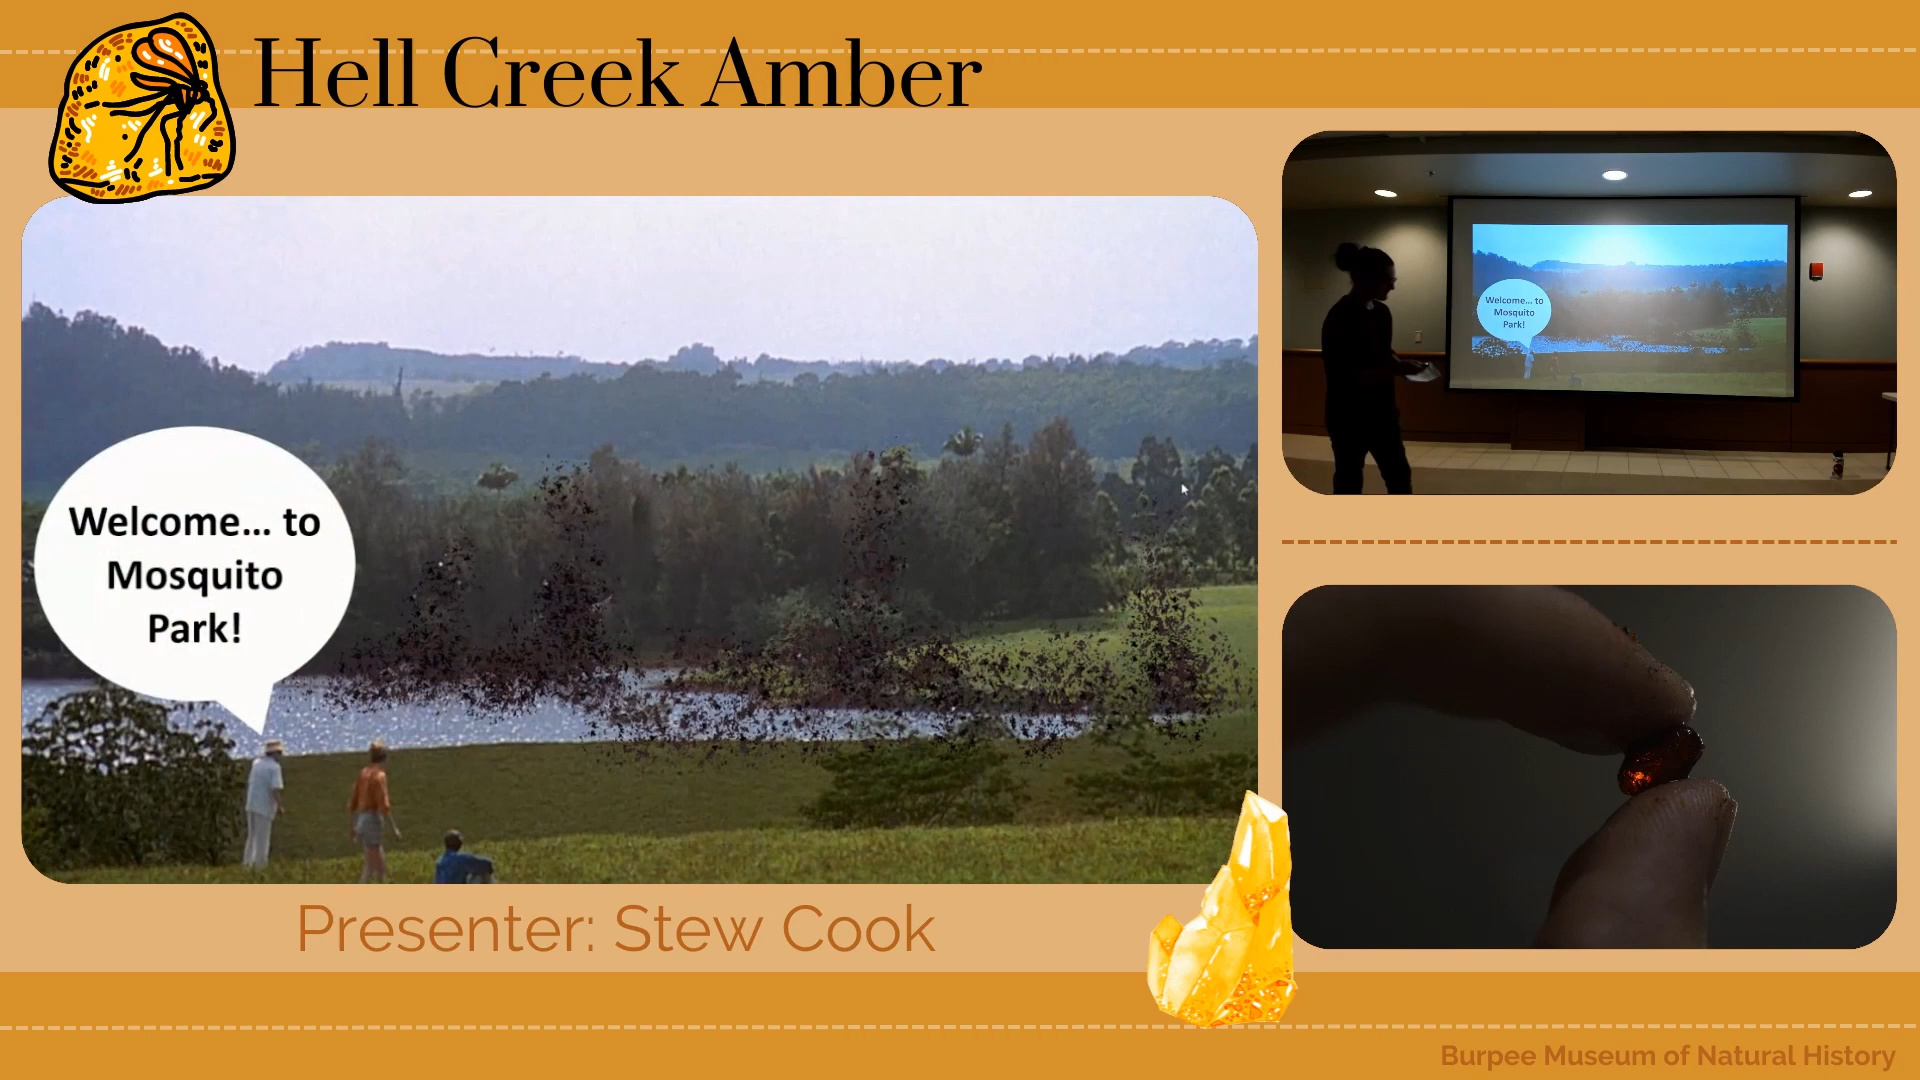 Hell Creek Amber
Welcome... to
Mosquito
Park!
Welcome... to
Mosquito
Park!
Presenter: Stew Cook
Burpee Museum of Natural History